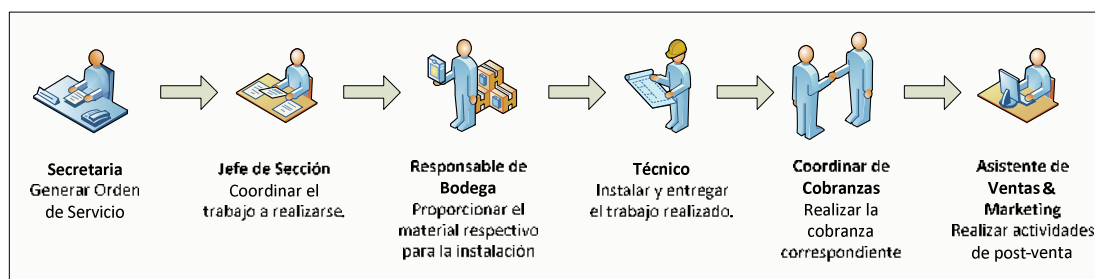 Secretaria
Generar Orden
de Servicio
Jefe de Sección
Coordinar el
trabajo a realizarse.
Responsable de
Bodega
Proporcionar el
material respectivo
para la instalación
Técnico
Instalar y entregar
el trabajo realizado.
Coordinar de
Cobranzas
Realizar la
cobranza
correspondiente
Asistente de
Ventas &
Marketing
Realizar actividades
de post-venta